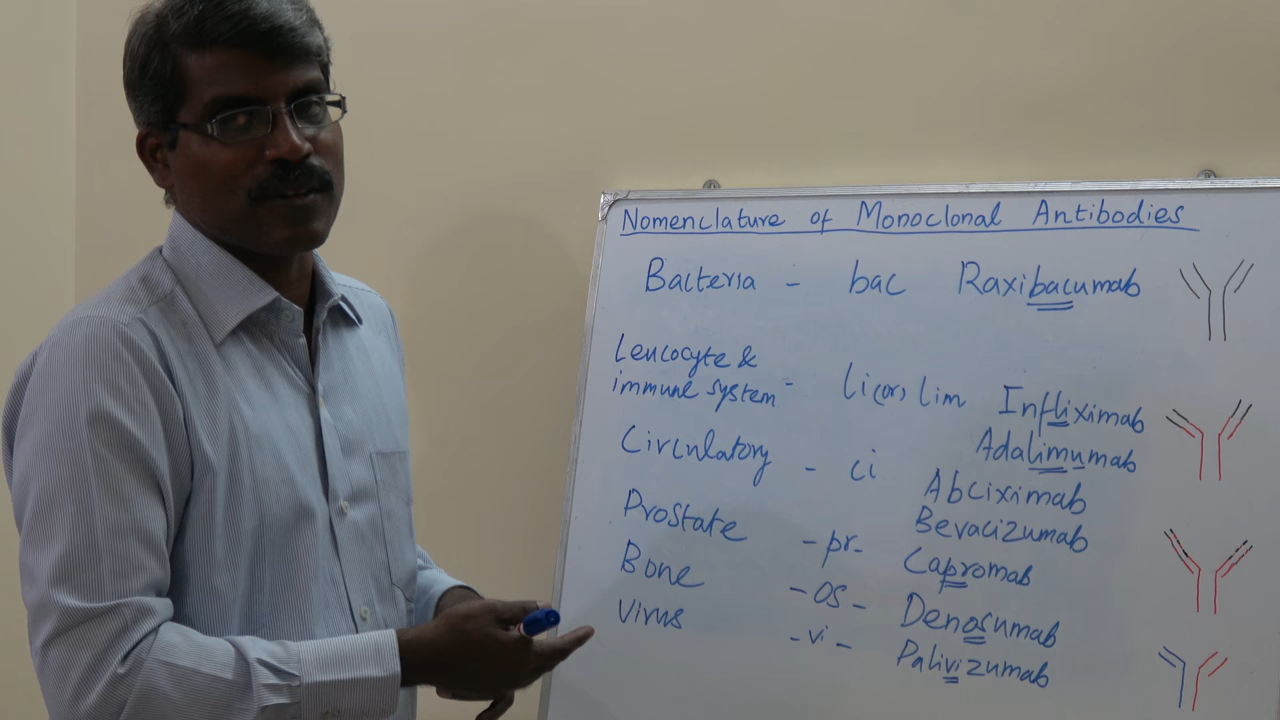 Nomenclature of Monoclonal Antibodies
Bacteria - bac Raxibacumab
Leucocyte &
immune system - li (or) lim Infliximab
Adalimumab
Circulatory - ci Abciximab
Bevacizumab
Prostate - pr - Capromab
Bone - os - Denosumab
Virus - vi - Palivizumab